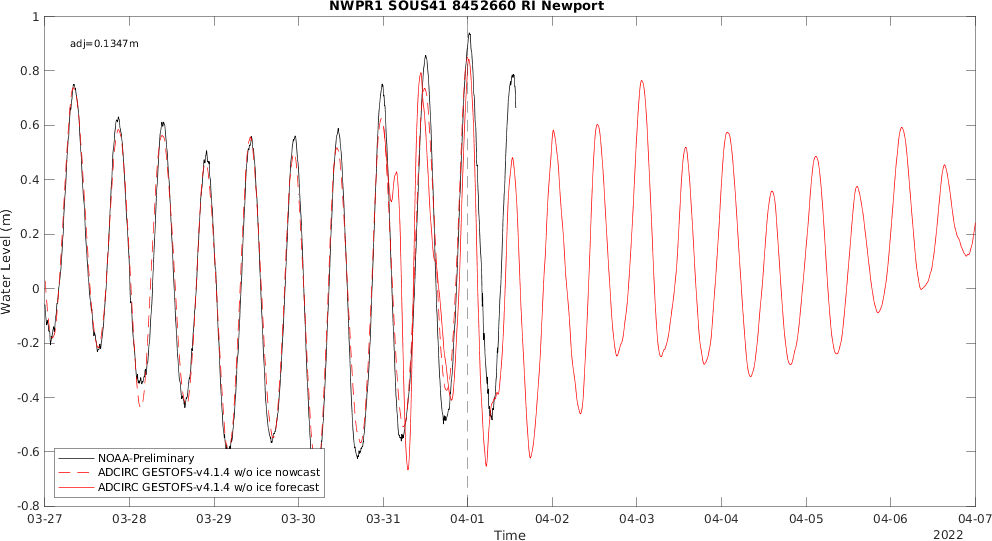 NWPR1 SOUS41 8452660 RI Newport
adj=0.1347m
1
0.8
0.6
0.4
0.2
0
-0.2
-0.4
-0.6
-0.8
Water Level (m)
NOAA-Preliminary
ADCIRC GESTOFS-v4.1.4 w/o ice nowcast
ADCIRC GESTOFS-v4.1.4 w/o ice forecast
03-27 03-28 03-29 03-30 03-31 04-01 04-02 04-03 04-04 04-05 04-06 04-07
Time
2022